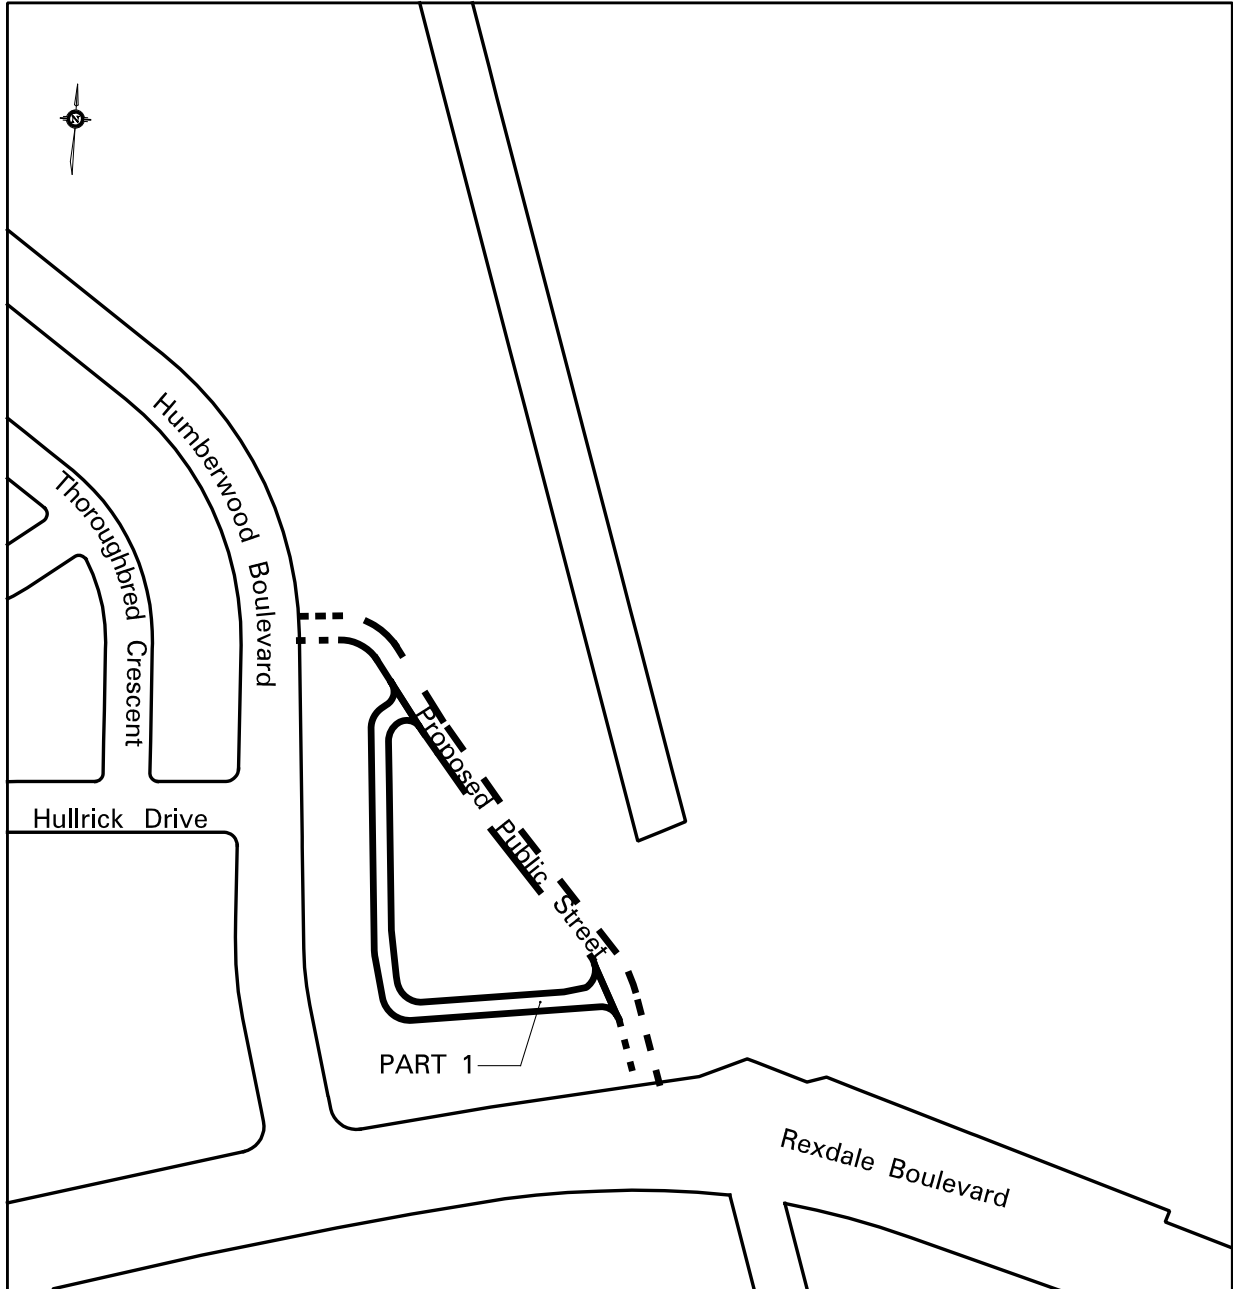 N
Humberwood Boulevard
Thoroughbred Crescent
Proposed Public Street
Hullrick Drive
PART 1
Rexdale Boulevard